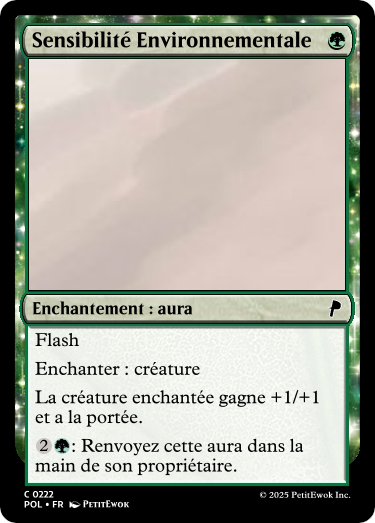 Sensibilité Environnementale
Enchantement : aura
Flash
Enchanter : créature
La créature enchantée gagne +1/+1
et a la portée.
2 : Renvoyez cette aura dans la
main de son propriétaire.
C 0222
POL • FR PetitEwok
© 2025 PetitEwok Inc.